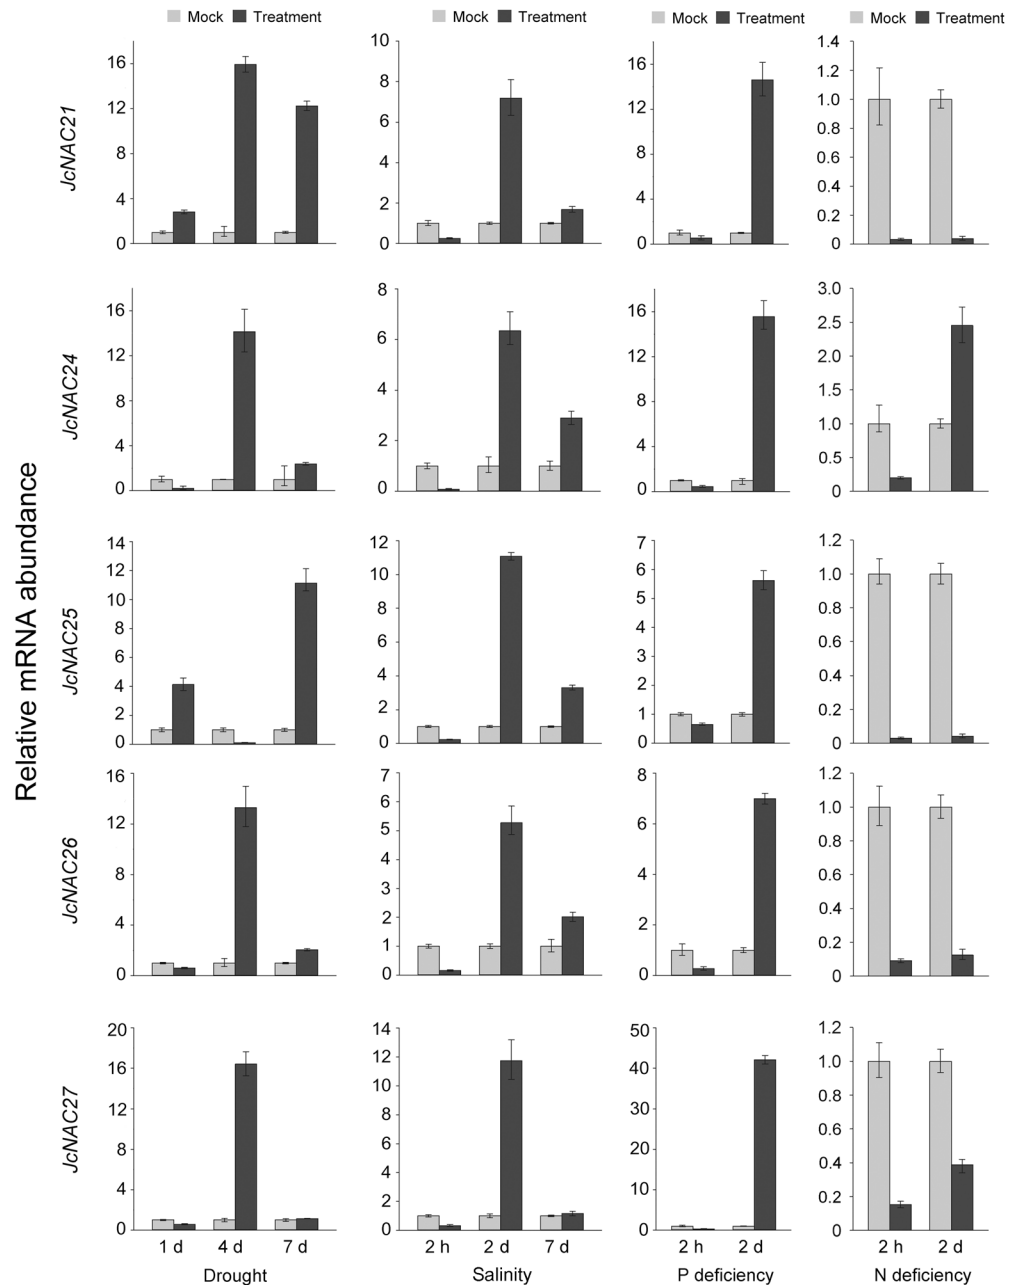 Mock Treatment Mock Treatment Mock Treatment Mock Treatment
Relative mRNA abundance
JcNAC21
16 12 8 4 0
10 8 6 4 2 0
16 12 8 4 0
1.4 1.2 1.0 0.8 0.6 0.4 0.2 0
JcNAC24
16 12 8 4 0
8 6 4 2 0
16 12 8 4 0
3.0 2.5 2.0 1.5 1.0 0.5 0
JcNAC25
14 12 10 8 6 4 2 0
12 10 8 6 4 2 0
7 6 5 4 3 2 1 0
1.2 1.0 0.8 0.6 0.4 0.2 0
JcNAC26
16 12 8 4 0
7 6 5 4 3 2 1 0
8 6 4 2 0
1.2 1.0 0.8 0.6 0.4 0.2 0
JcNAC27
20 16 12 8 4 0
14 12 10 8 6 4 2 0
50 40 30 20 10 0
1.2 1.0 0.8 0.6 0.4 0.2 0
1 d 4 d 7 d 2 h 2 d 7 d 2 h 2 d 2 h 2 d
Drought Salinity P deficiency N deficiency